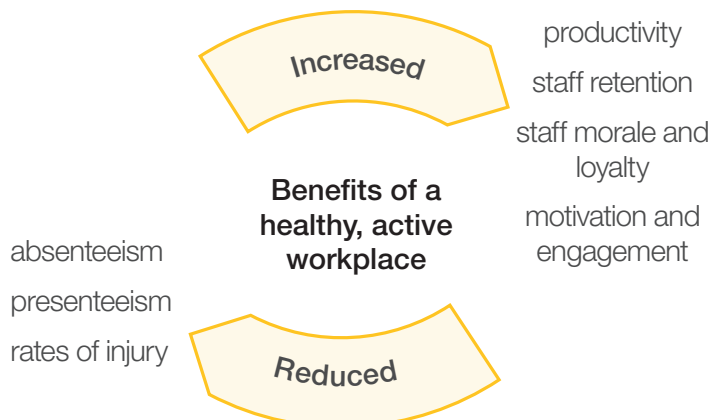 Increased
productivity
staff retention
staff morale and
loyalty
motivation and
engagement
Benefits of a
healthy, active
workplace
absenteeism
presenteeism
rates of injury
Reduced